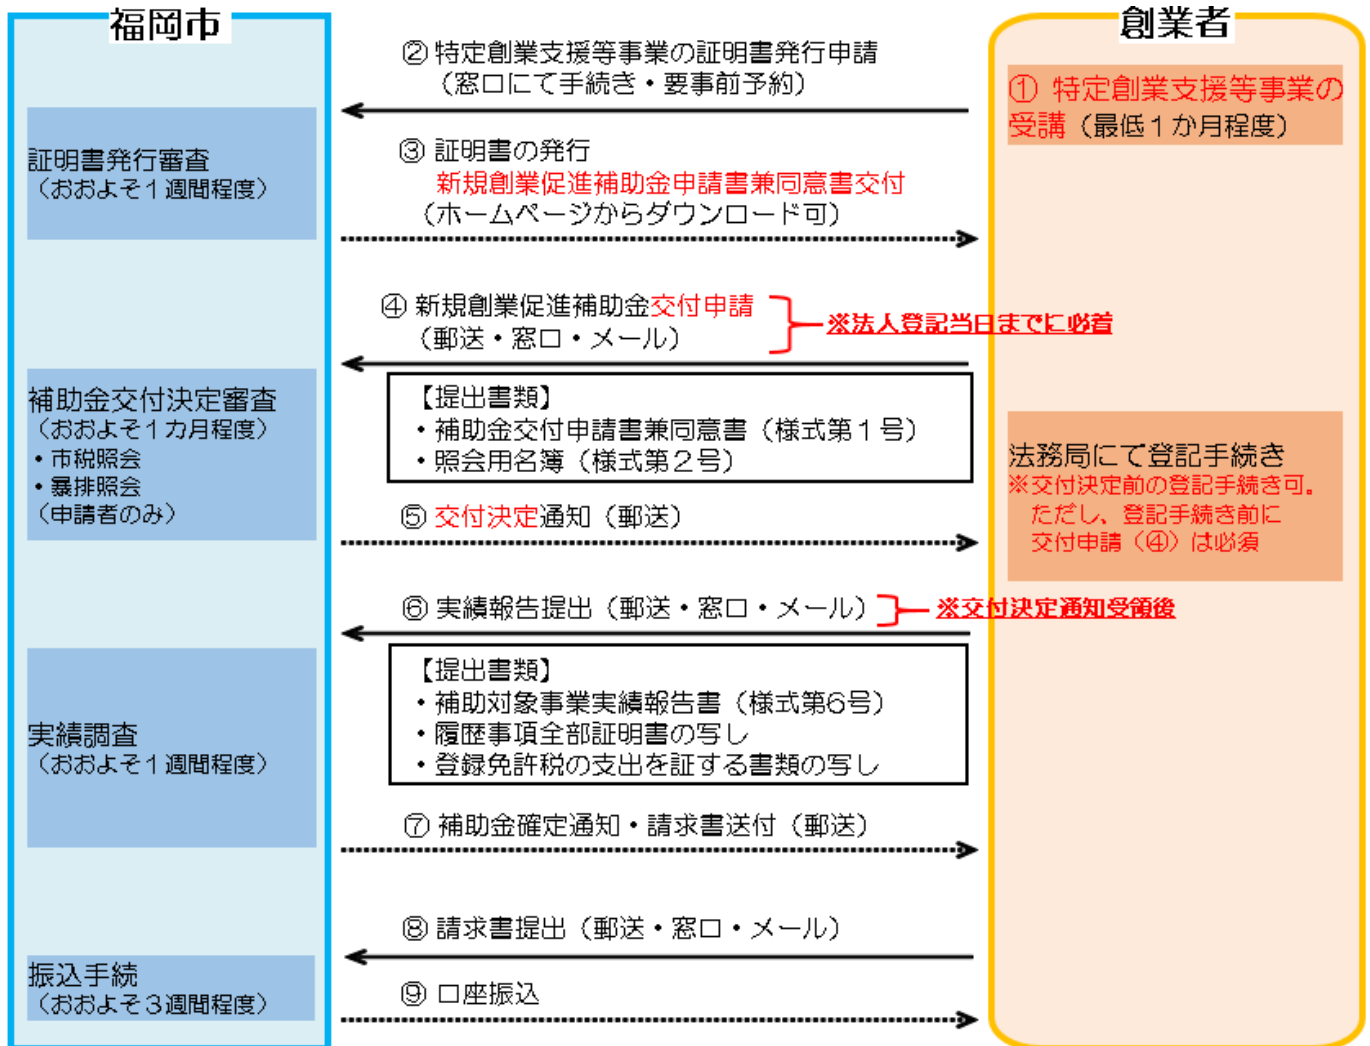 福岡市
創業者
② 特定創業支援等事業の証明書発行申請
（窓口にて手続き・要事前予約）
① 特定創業支援等事業の
受講（最低１か月程度）
証明書発行審査
（おおよそ１週間程度）
③ 証明書の発行
新規創業促進補助金申請書兼同意書交付
（ホームページからダウンロード可）
④ 新規創業促進補助金交付申請
（郵送・窓口・メール）
※法人登記当日までに必着
補助金交付決定審査
（おおよそ１カ月程度）
・市税照会
・暴排照会
（申請者のみ）
【提出書類】
・補助金交付申請書兼同意書（様式第１号）
・照会用名簿（様式第２号）
法務局にて登記手続き
※交付決定前の登記手続き可。
ただし、登記手続き前に
交付申請（④）は必須
⑤ 交付決定通知（郵送）
⑥ 実績報告提出（郵送・窓口・メール）
※交付決定通知受領後
【提出書類】
・補助対象事業実績報告書（様式第6号）
・履歴事項全部証明書の写し
・登録免許税の支出を証する書類の写し
実績調査
（おおよそ１週間程度）
⑦ 補助金確定通知・請求書送付（郵送）
⑧ 請求書提出（郵送・窓口・メール）
振込手続
（おおよそ３週間程度）
⑨ 口座振込